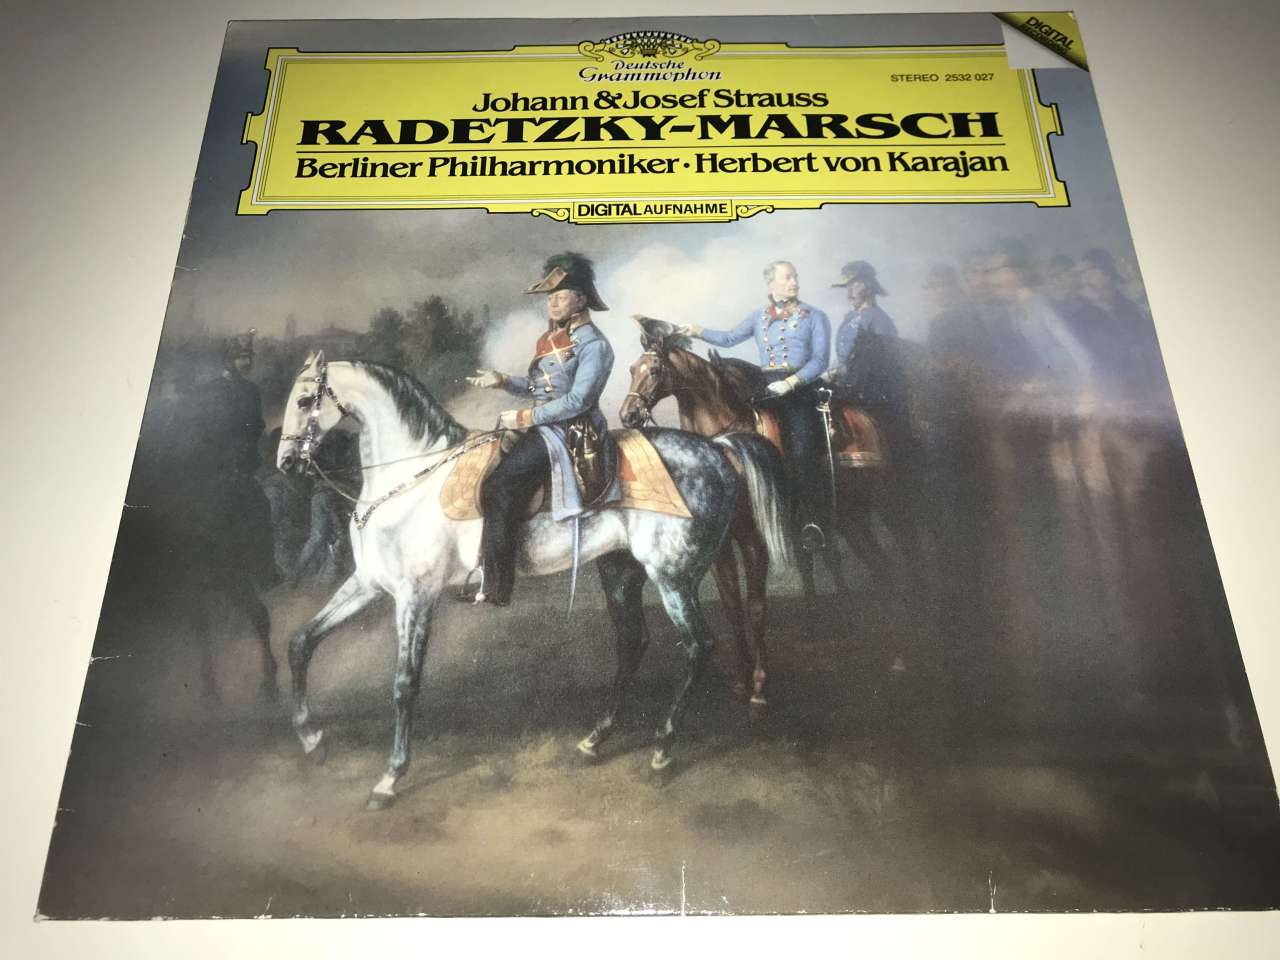 DIGITAL
Deutsche
Grammophon
STEREO 2532 027
Johann & Josef Strauss
RADETZKY-MARSCH
Berliner Philharmoniker · Herbert von Karajan
DIGITAL AUFNAHME